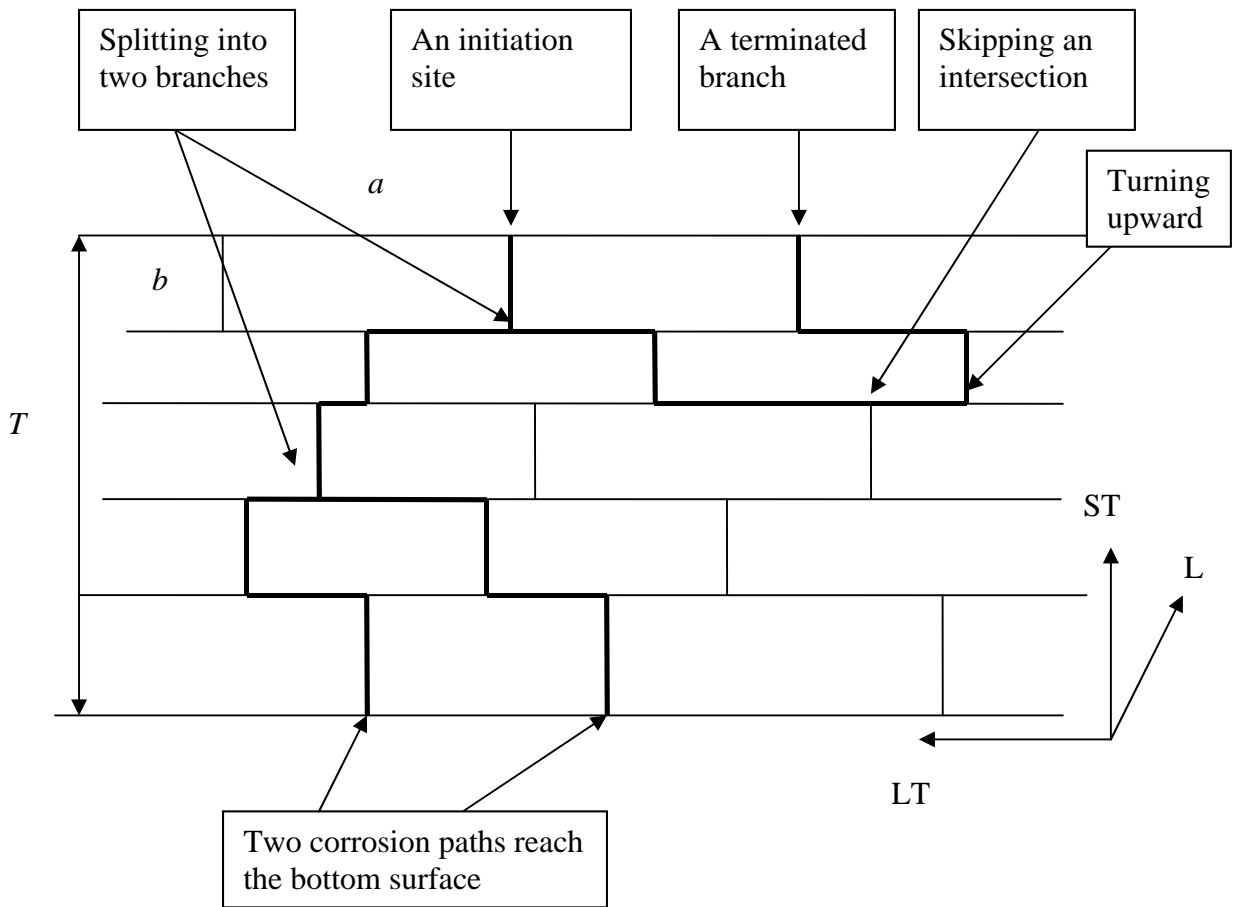 Splitting into
two branches
An initiation
site
A terminated
branch
Skipping an
intersection
Turning
upward
a
b
T
ST
L
LT
Two corrosion paths reach
the bottom surface